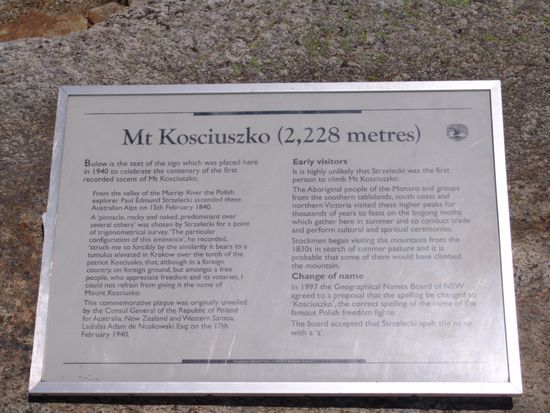 Mt Kosciuszko (2,228 metres)
Below is the text of the sign which was placed here
in 1940 to celebrate the centenary of the first
recorded ascent of Mt Kosciusko.
From the valley of the Murray River the Polish
explorer Paul Edmund Strzelecki ascended these
Australian Alps on 15th February 1840.
A 'pinnacle, rocky and naked, predominant over
several others' was chosen by Strzelecki for a point
of trigonometrical survey. 'The particular
configuration of this eminence', he recorded,
'struck me so forcibly by the similarity it bears to a
tumulus elevated in Krakow over the tomb of the
patriot Kosciusko, that, although in a foreign
country, on foreign ground, but amongst a free
people, who appreciate freedom and its votaries, I
could not refrain from giving it the name of
Mount Kosciusko.
This commemorative plaque was originally unveiled
by the Consul General of the Republic of Poland
for Australia, New Zealand and Western Samoa,
Ladislas Adam de Noskowski Esq: on the 17th
February 1940.
Early visitors
It is highly unlikely that Strzelecki was the first
person to climb Mt Kosciuszko.
The Aboriginal people of the Monaro and groups
from the southern tablelands, south coast and
northern Victoria visited these higher peaks for
thousands of years to feast on the bogong moths
which gather here in summer and to conduct trade
and perform cultural and spiritual ceremonies.
Stockmen began visiting the mountains from the
1830s in search of summer pasture and it is
probable that some of them would have climbed
the mountain.
Change of name
In 1997 the Geographical Names Board of NSW
agreed to a proposal that the spelling be changed to
'Kosciuszko', the correct spelling of the name of the
famous Polish freedom fighter.
The board accepted that Strzelecki spelt the name
with a 'z'.